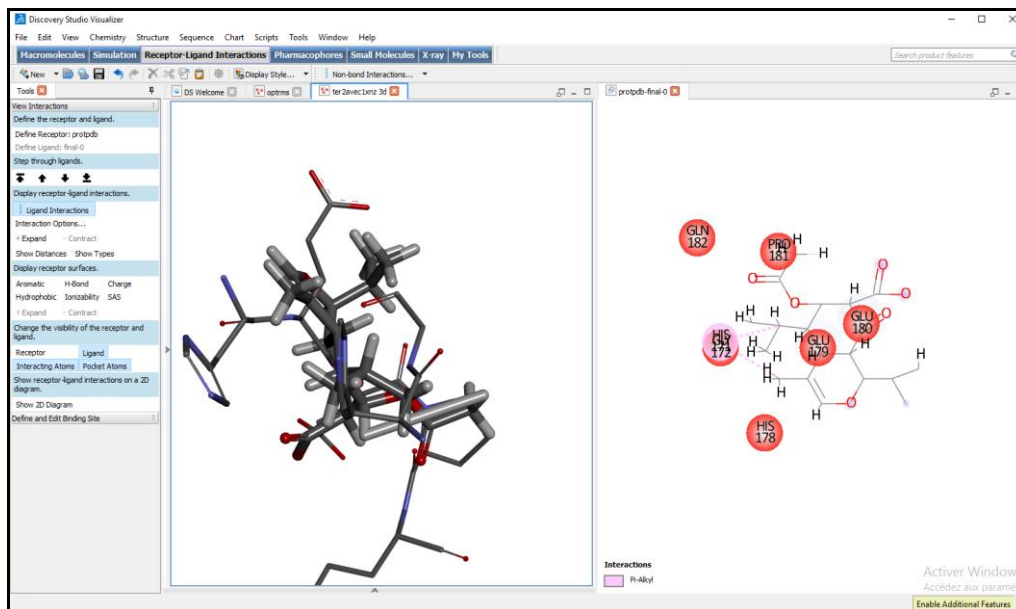 Discovery Studio Visualizer
File Edit View Chemistry Structure Sequence Chart Scripts Tools Window Help
Macromolecules Simulation Receptor-Ligand Interactions Pharmacophores Small Molecules X-ray My Tools
Search product features
New Display Style... Non-bond Interactions...
Tools
DS Welcome optrms ter2avec1xnz 3d
protpdb-final-0
View Interactions
Define the receptor and ligand.
Define Receptor: protpdb
Define Ligand: final-0
Step through ligands.
Display receptor-ligand interactions.
Ligand Interactions
Interaction Options...
+ Expand - Contract
Show Distances Show Types
Display receptor surfaces.
Aromatic H-Bond Charge
Hydrophobic Ionizability SAS
+ Expand - Contract
Change the visibility of the receptor and
ligand.
Receptor Ligand
Interacting Atoms Pocket Atoms
Show receptor-ligand interactions on a 2D
diagram.
Show 2D Diagram
Define and Edit Binding Site
GLN
182
PRO
181
H
H
H
O
O
O
O
H
GLU
180
O
H
H
HIS
172
H
H
GLU
179
H
H
H
H
H
O
HIS
178
Interactions
Pi-Alkyl
Activer Window
Accédez aux paramè
Enable Additional Features